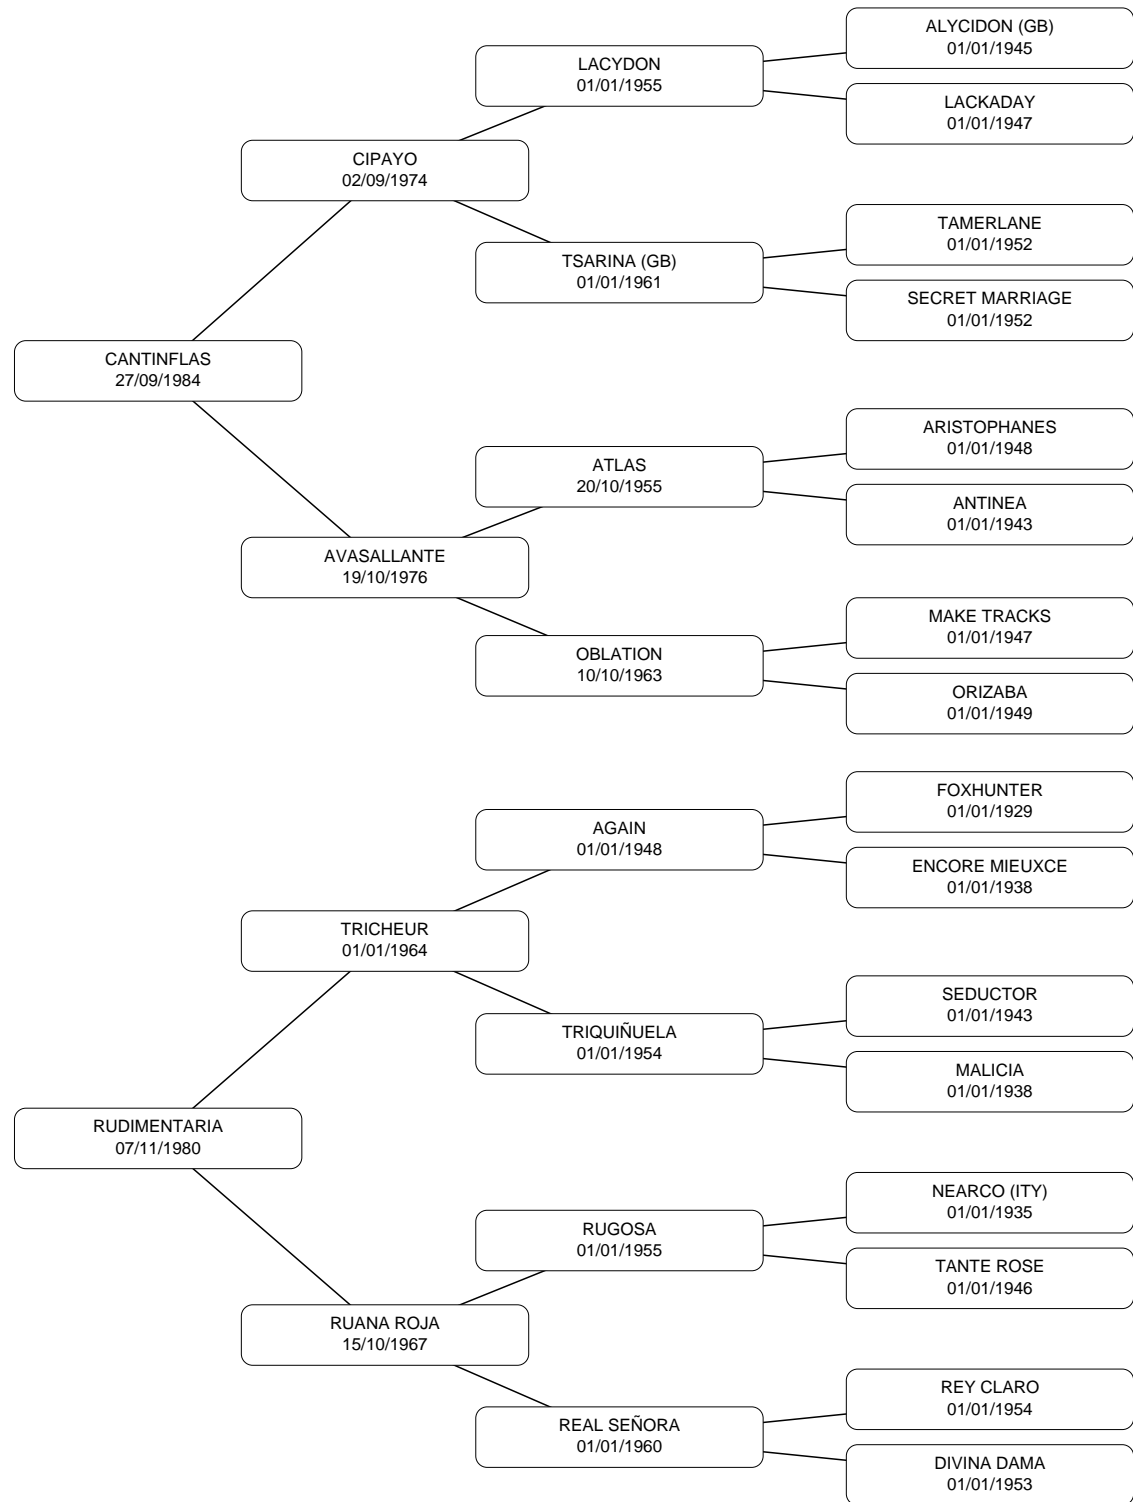 ALYCIDON (GB)
01/01/1945
LACYDON
01/01/1955
LACKADAY
01/01/1947
CIPAYO
02/09/1974
TAMERLANE
01/01/1952
TSARINA (GB)
01/01/1961
SECRET MARRIAGE
01/01/1952
CANTINFLAS
27/09/1984
ARISTOPHANES
01/01/1948
ATLAS
20/10/1955
ANTINEA
01/01/1943
AVASALLANTE
19/10/1976
MAKE TRACKS
01/01/1947
OBLATION
10/10/1963
ORIZABA
01/01/1949
FOXHUNTER
01/01/1929
AGAIN
01/01/1948
ENCORE MIEUXCE
01/01/1938
TRICHEUR
01/01/1964
SEDUCTOR
01/01/1943
TRIQUIÑUELA
01/01/1954
MALICIA
01/01/1938
RUDIMENTARIA
07/11/1980
NEARCO (ITY)
01/01/1935
RUGOSA
01/01/1955
TANTE ROSE
01/01/1946
RUANA ROJA
15/10/1967
REY CLARO
01/01/1954
REAL SEÑORA
01/01/1960
DIVINA DAMA
01/01/1953